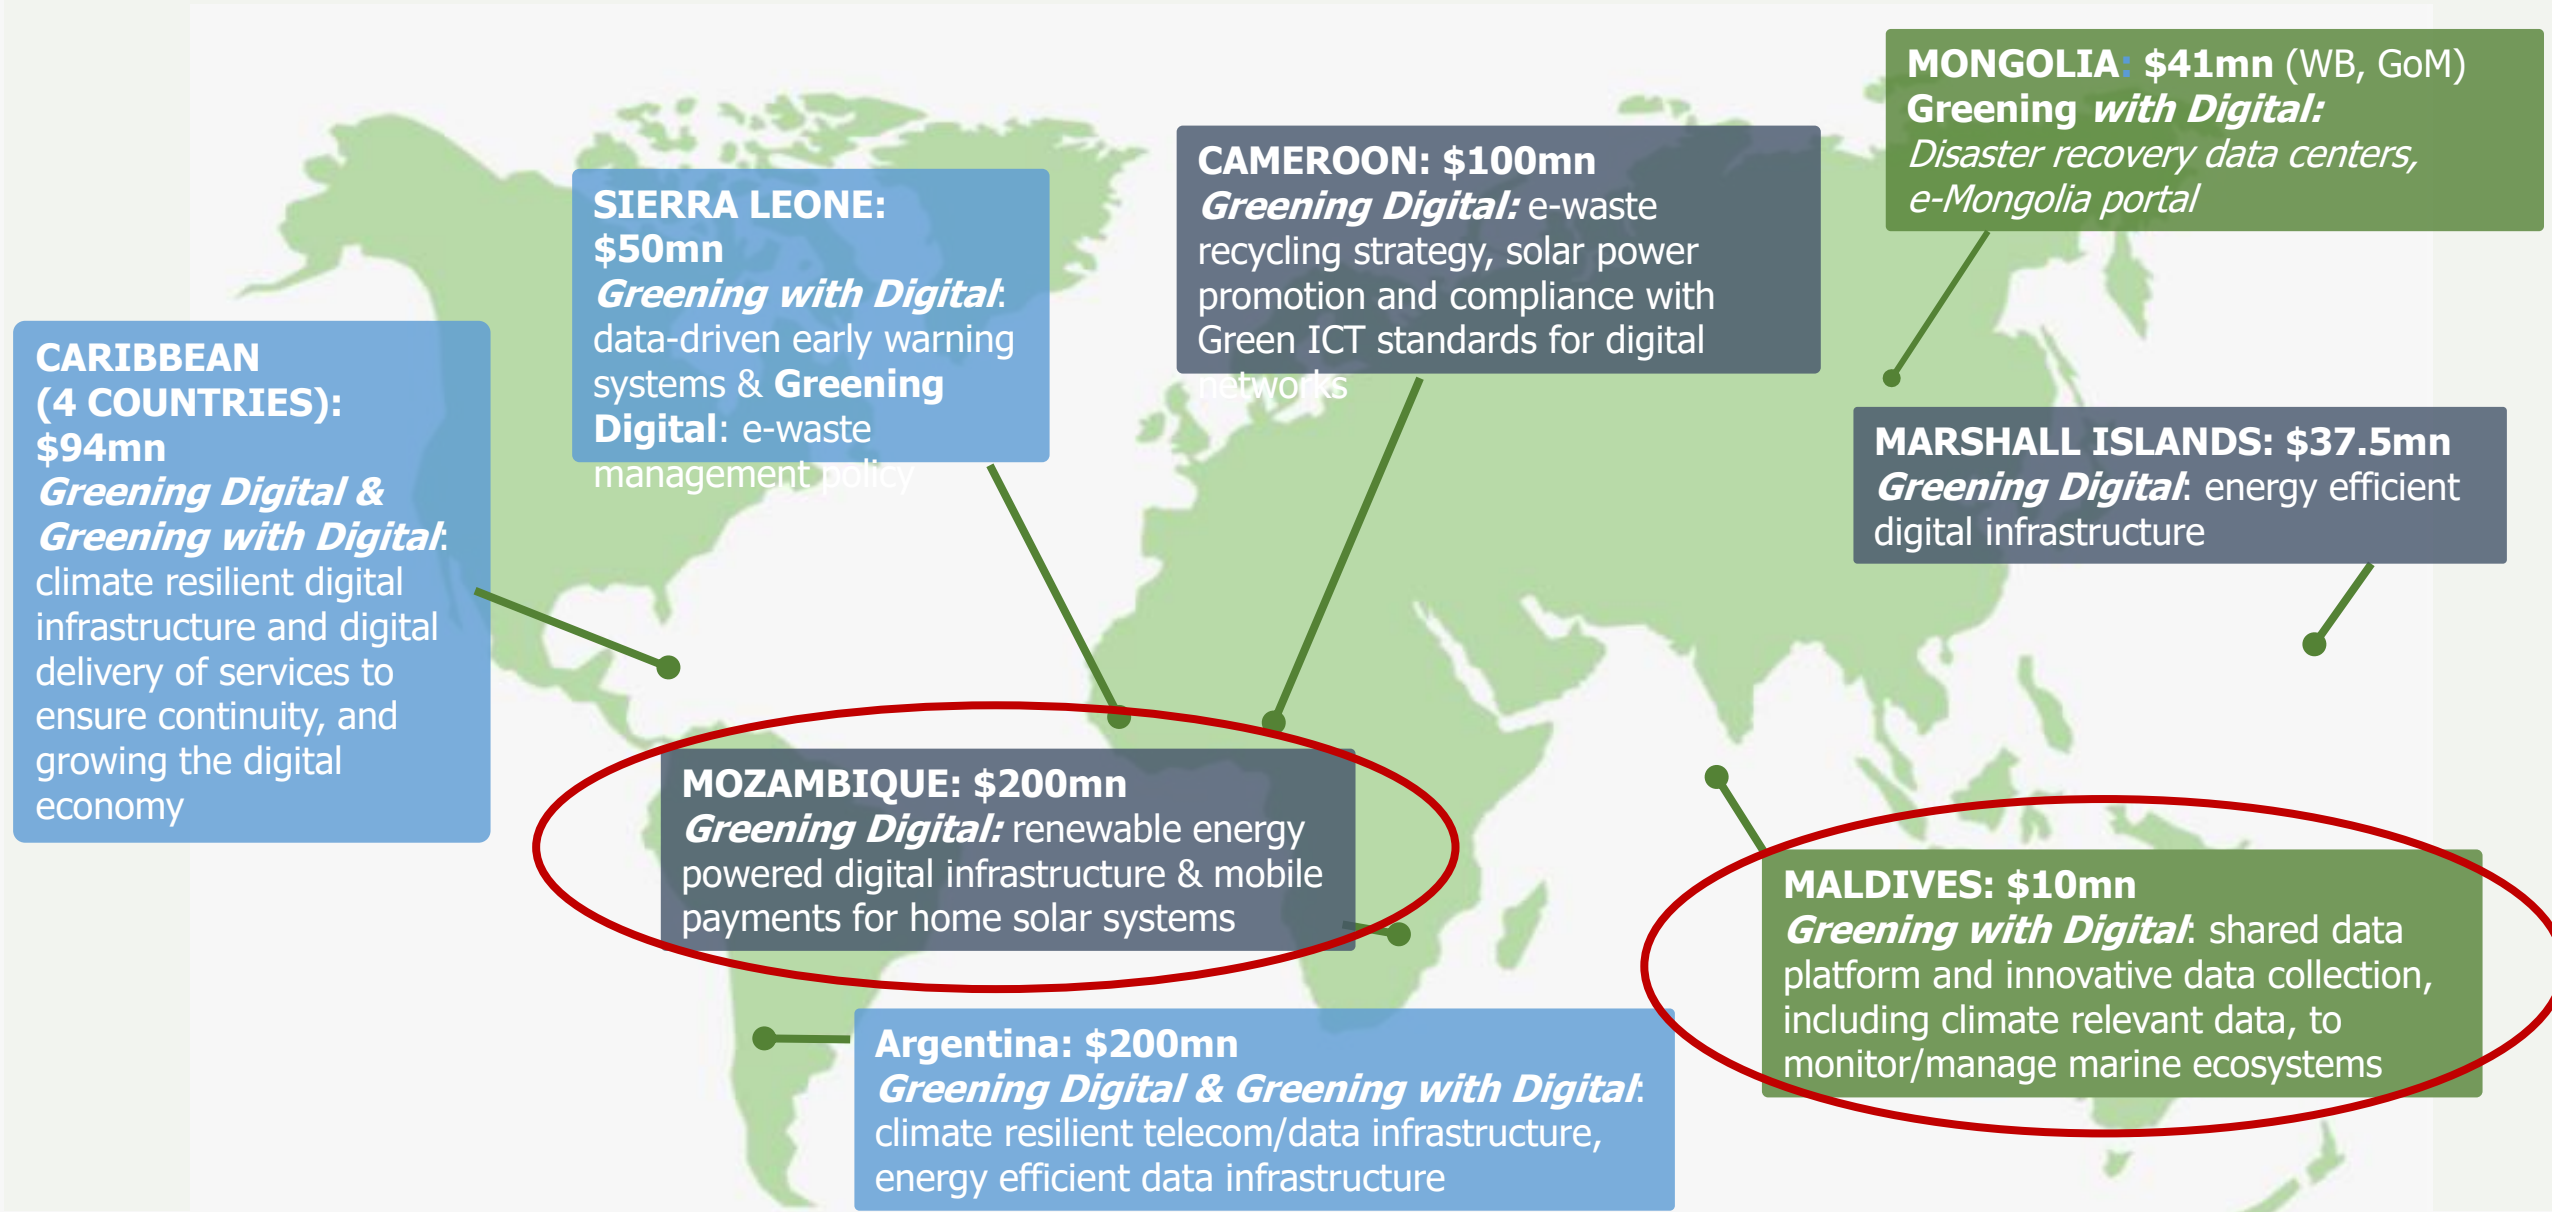 CARIBBEAN
(4 COUNTRIES):
$94mn
Greening Digital &
Greening with Digital:
climate resilient digital
infrastructure and digital
delivery of services to
ensure continuity, and
growing the digital
economy
SIERRA LEONE:
$50mn
Greening with Digital:
data-driven early warning
systems & Greening
Digital: e-waste
management policy
CAMEROON: $100mn
Greening Digital: e-waste
recycling strategy, solar power
promotion and compliance with
Green ICT standards for digital
networks
MONGOLIA: $41mn (WB, GoM)
Greening with Digital:
Disaster recovery data centers,
e-Mongolia portal
MARSHALL ISLANDS: $37.5mn
Greening Digital: energy efficient
digital infrastructure
MOZAMBIQUE: $200mn
Greening Digital: renewable energy
powered digital infrastructure & mobile
payments for home solar systems
MALDIVES: $10mn
Greening with Digital: shared data
platform and innovative data collection,
including climate relevant data, to
monitor/manage marine ecosystems
Argentina: $200mn
Greening Digital & Greening with Digital:
climate resilient telecom/data infrastructure,
energy efficient data infrastructure